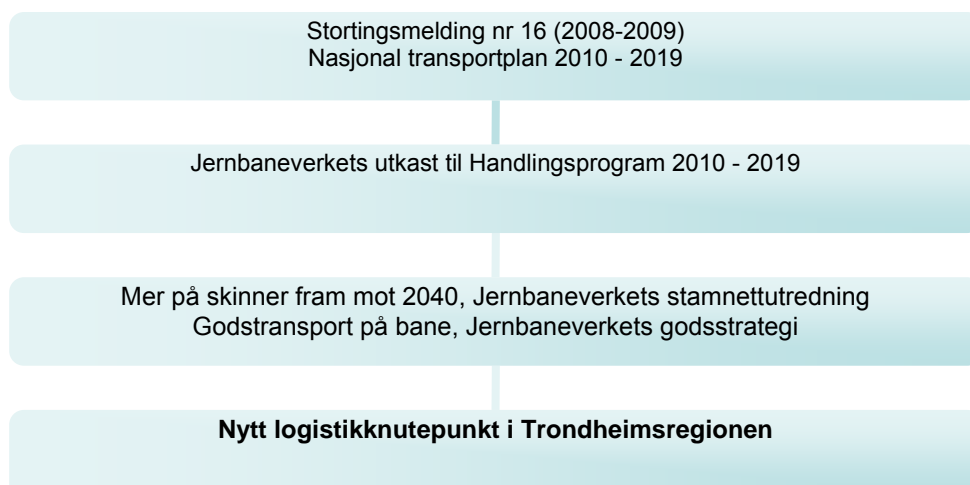 Stortingsmelding nr 16 (2008-2009)
Nasjonal transportplan 2010 - 2019
Jernbaneverkets utkast til Handlingsprogram 2010 - 2019
Mer på skinner fram mot 2040, Jernbaneverkets stamnettutredning
Godstransport på bane, Jernbaneverkets godsstrategi
Nytt logistikknutepunkt i Trondheimsregionen